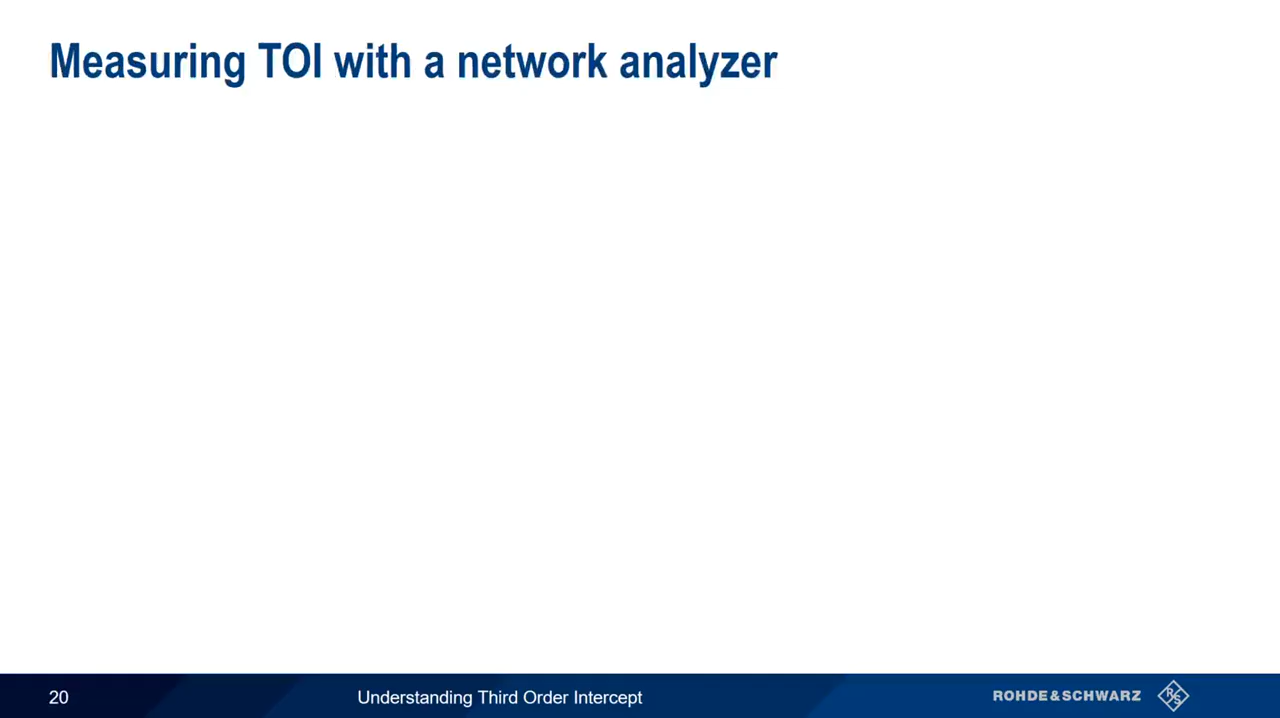 Measuring TOI with a network analyzer
20
Understanding Third Order Intercept
ROHDE&SCHWARZ
R
S